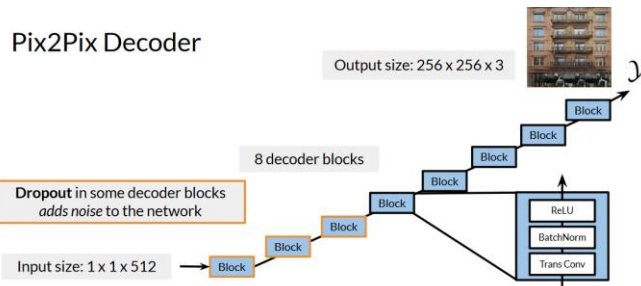 Pix2Pix Decoder
Output size: 256 x 256 x 3
Block
Block
Block
8 decoder blocks
Block
Block
Dropout in some decoder blocks
adds noise to the network
Block
Block
Block
ReLU
BatchNorm
Trans Conv
Input size: 1 x 1 x 512